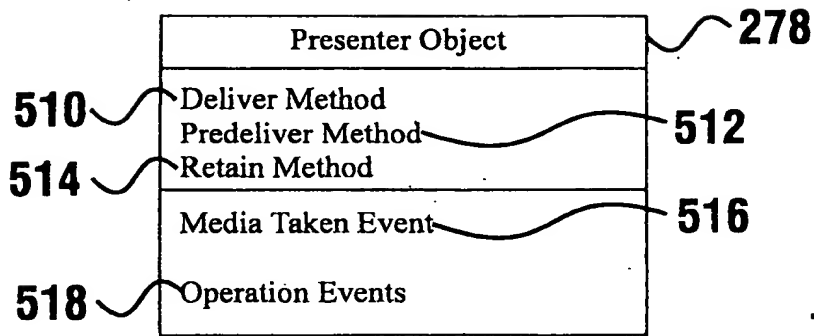 Presenter Object 278
510 Deliver Method
Predeliver Method 512
514 Retain Method
Media Taken Event 516
518 Operation Events